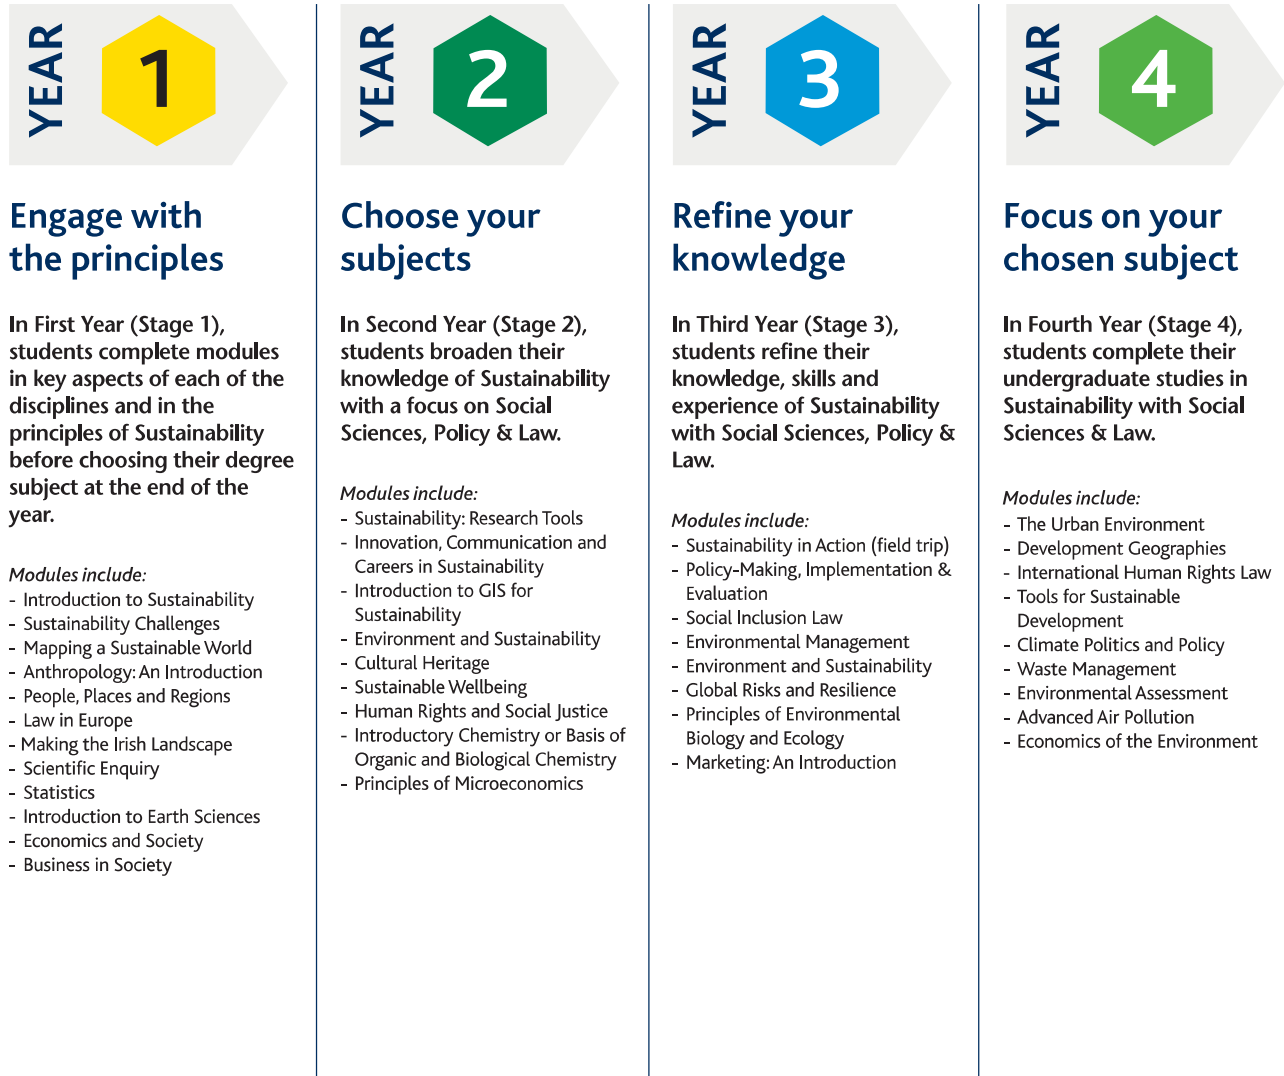 YEAR 1
Engage with
the principles
In First Year (Stage 1),
students complete modules
in key aspects of each of the
disciplines and in the
principles of Sustainability
before choosing their degree
subject at the end of the
year.
Modules include:
- Introduction to Sustainability
- Sustainability Challenges
- Mapping a Sustainable World
- Anthropology: An Introduction
- People, Places and Regions
- Law in Europe
- Making the Irish Landscape
- Scientific Enquiry
- Statistics
- Introduction to Earth Sciences
- Economics and Society
- Business in Society
YEAR 2
Choose your
subjects
In Second Year (Stage 2),
students broaden their
knowledge of Sustainability
with a focus on Social
Sciences, Policy & Law.
Modules include:
- Sustainability: Research Tools
- Innovation, Communication and
Careers in Sustainability
- Introduction to GIS for
Sustainability
- Environment and Sustainability
- Cultural Heritage
- Sustainable Wellbeing
- Human Rights and Social Justice
- Introductory Chemistry or Basis of
Organic and Biological Chemistry
- Principles of Microeconomics
YEAR 3
Refine your
knowledge
In Third Year (Stage 3),
students refine their
knowledge, skills and
experience of Sustainability
with Social Sciences, Policy &
Law.
Modules include:
- Sustainability in Action (field trip)
- Policy-Making, Implementation &
Evaluation
- Social Inclusion Law
- Environmental Management
- Environment and Sustainability
- Global Risks and Resilience
- Principles of Environmental
Biology and Ecology
- Marketing: An Introduction
YEAR 4
Focus on your
chosen subject
In Fourth Year (Stage 4),
students complete their
undergraduate studies in
Sustainability with Social
Sciences & Law.
Modules include:
- The Urban Environment
- Development Geographies
- International Human Rights Law
- Tools for Sustainable
Development
- Climate Politics and Policy
- Waste Management
- Environmental Assessment
- Advanced Air Pollution
- Economics of the Environment